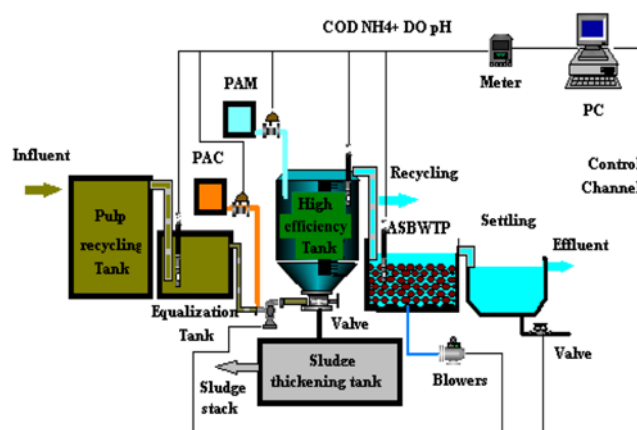 COD NH4+ DO pH
Meter
PC
PAM
PAC
Influent
Pulp
recycling
Tank
Equalization
Tank
High
efficiency
Tank
Recycling
ASBWTP
Settling
Control
Channel
Effluent
Valve
Valve
Blowers
Sludge
thickening tank
Sludge
stack